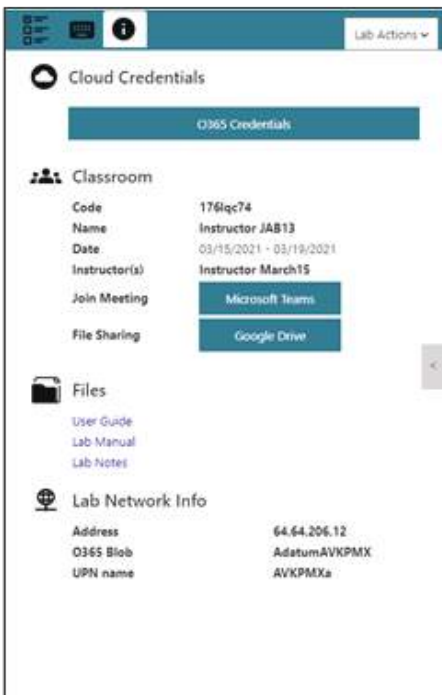 Lab Actions
Cloud Credentials
O365 Credentials
Classroom
Code 176lqc74
Name Instructor JAB13
Date 03/15/2021 - 03/19/2021
Instructor(s) Instructor March15
Join Meeting Microsoft Teams
File Sharing Google Drive
Files
User Guide
Lab Manual
Lab Notes
Lab Network Info
Address 64.64.206.12
O365 Blob AdatumAVKPMX
UPN name AVKPMXa